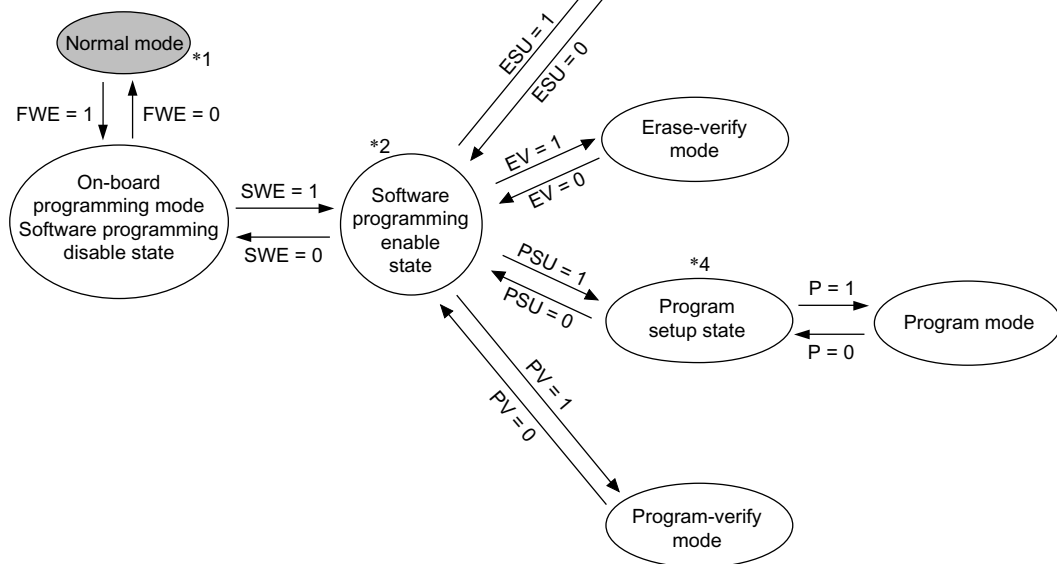 Normal mode
*1
FWE = 1
FWE = 0
On-board
programming mode
Software programming
disable state
SWE = 1
SWE = 0
*2
Software
programming
enable
state
ESU = 1
ESU = 0
EV = 1
EV = 0
Erase-verify
mode
PSU = 1
PSU = 0
*4
Program
setup state
P = 1
P = 0
Program mode
PV = 1
PV = 0
Program-verify
mode